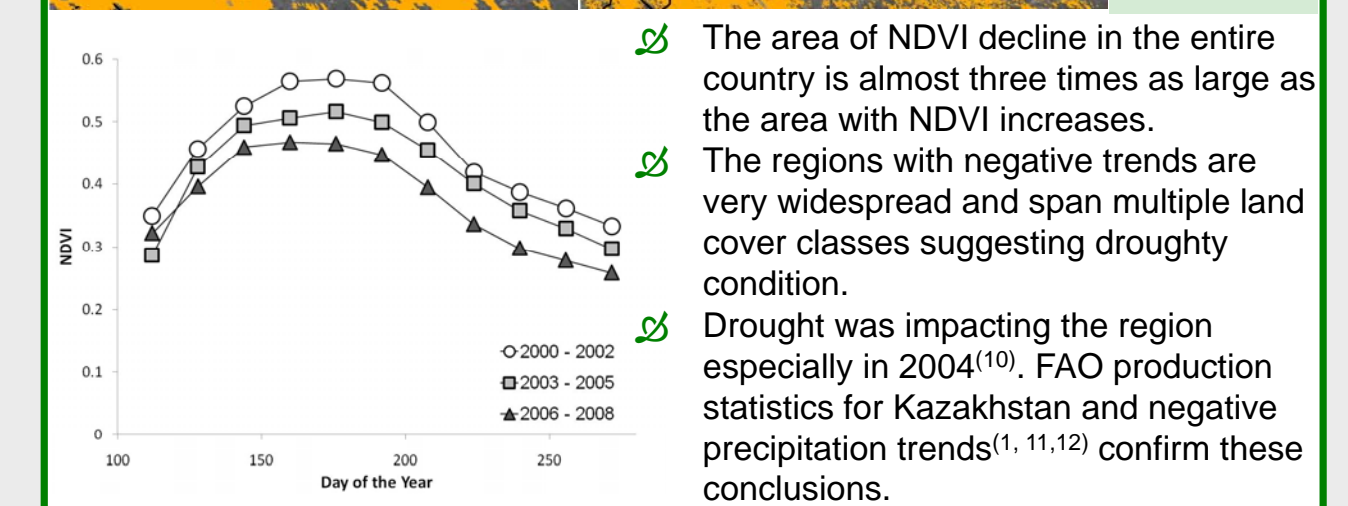 0.6
0.5
0.4
0.3
0.2
0.1
0
NDVI
100 150 200 250
Day of the Year
2000 - 2002
2003 - 2005
2006 - 2008
The area of NDVI decline in the entire
country is almost three times as large as
the area with NDVI increases.
The regions with negative trends are
very widespread and span multiple land
cover classes suggesting droughty
condition.
Drought was impacting the region
especially in 2004(10). FAO production
statistics for Kazakhstan and negative
precipitation trends(1, 11,12) confirm these
conclusions.